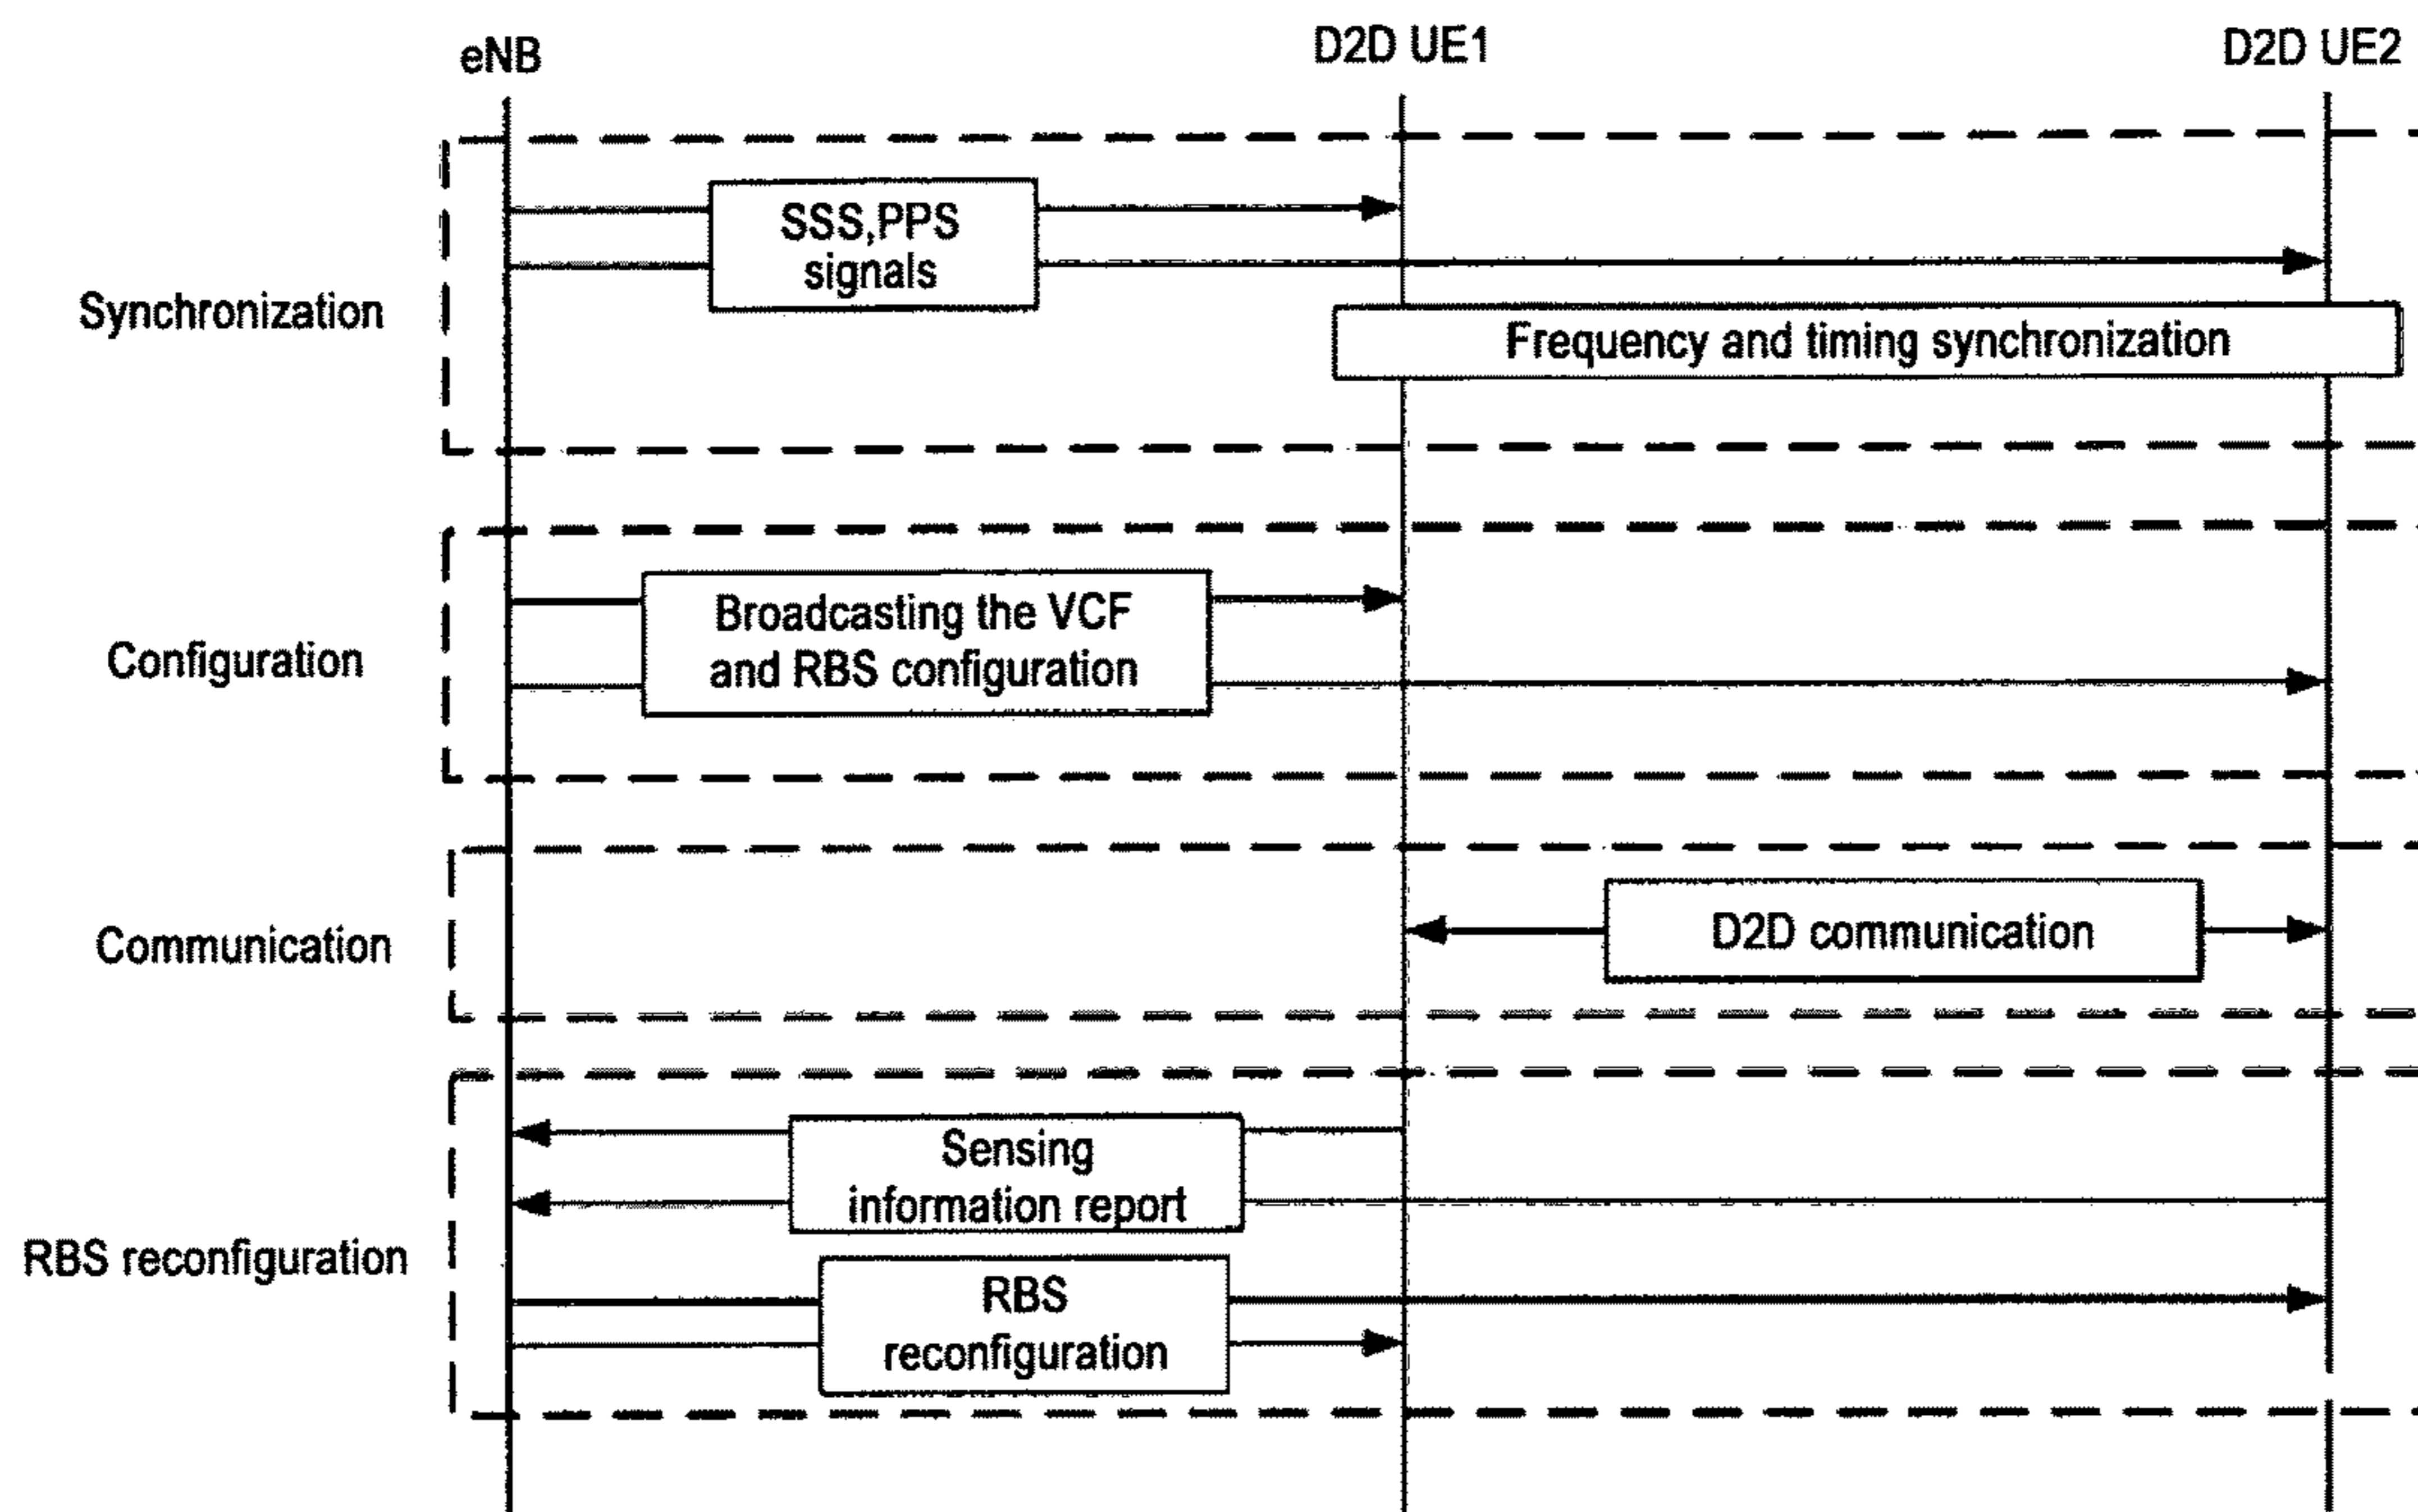 eNB
D2D UE1
D2D UE2
Synchronization
SSS,PPS
signals
Frequency and timing synchronization
Configuration
Broadcasting the VCF
and RBS configuration
Communication
D2D communication
RBS reconfiguration
Sensing
information report
RBS
reconfiguration